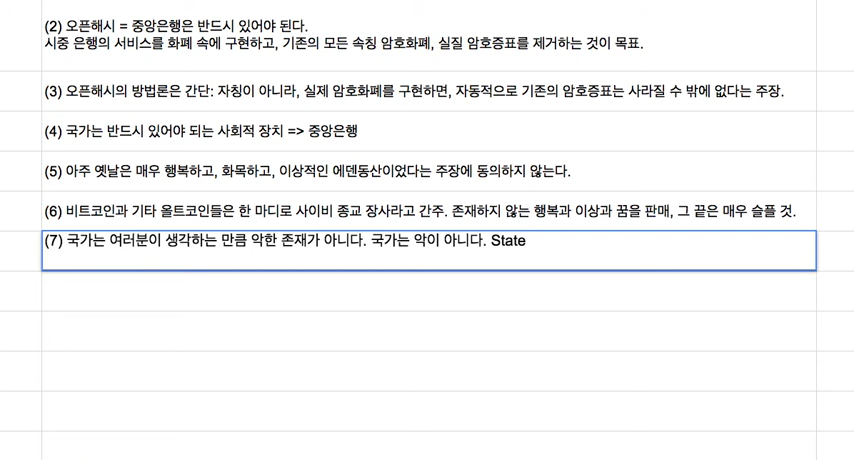 (2) 오픈해시 = 중앙은행은 반드시 있어야 된다.
시중 은행의 서비스를 화폐 속에 구현하고, 기존의 모든 속칭 암호화폐, 실질 암호증표를 제거하는 것이 목표.
(3) 오픈해시의 방법론은 간단: 자칭이 아니라, 실제 암호화폐를 구현하면, 자동적으로 기존의 암호증표는 사라질 수 밖에 없다는 주장.
(4) 국가는 반드시 있어야 되는 사회적 장치 => 중앙은행
(5) 아주 옛날은 매우 행복하고, 화목하고, 이상적인 에덴동산이었다는 주장에 동의하지 않는다.
(6) 비트코인과 기타 올트코인들은 한 마디로 사이비 종교 장사라고 간주. 존재하지 않는 행복과 이상과 꿈을 판매, 그 끝은 매우 슬플 것.
(7) 국가는 여러분이 생각하는 만큼 악한 존재가 아니다. 국가는 악이 아니다. State